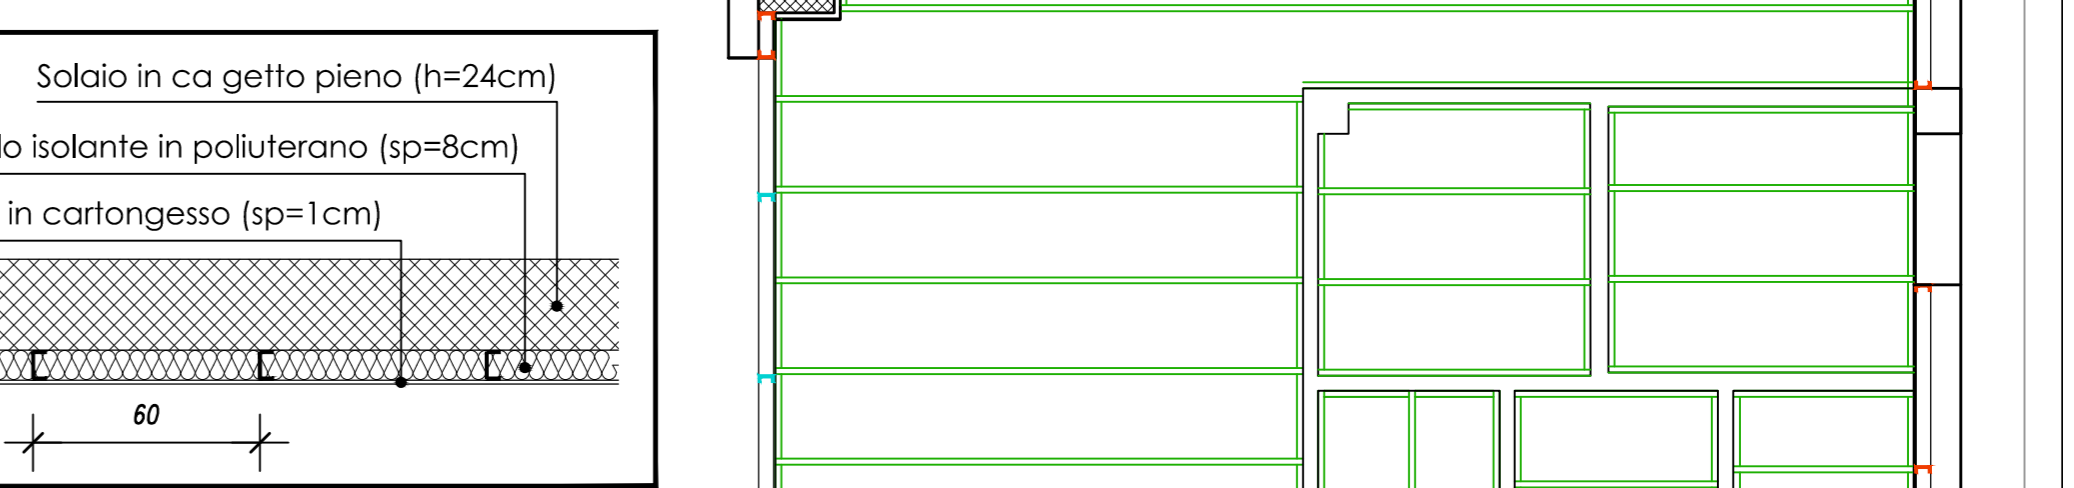 Solaio in ca getto pieno (h=24cm)
lo isolante in poliuterano (sp=8cm)
in cartongesso (sp=1cm)
60